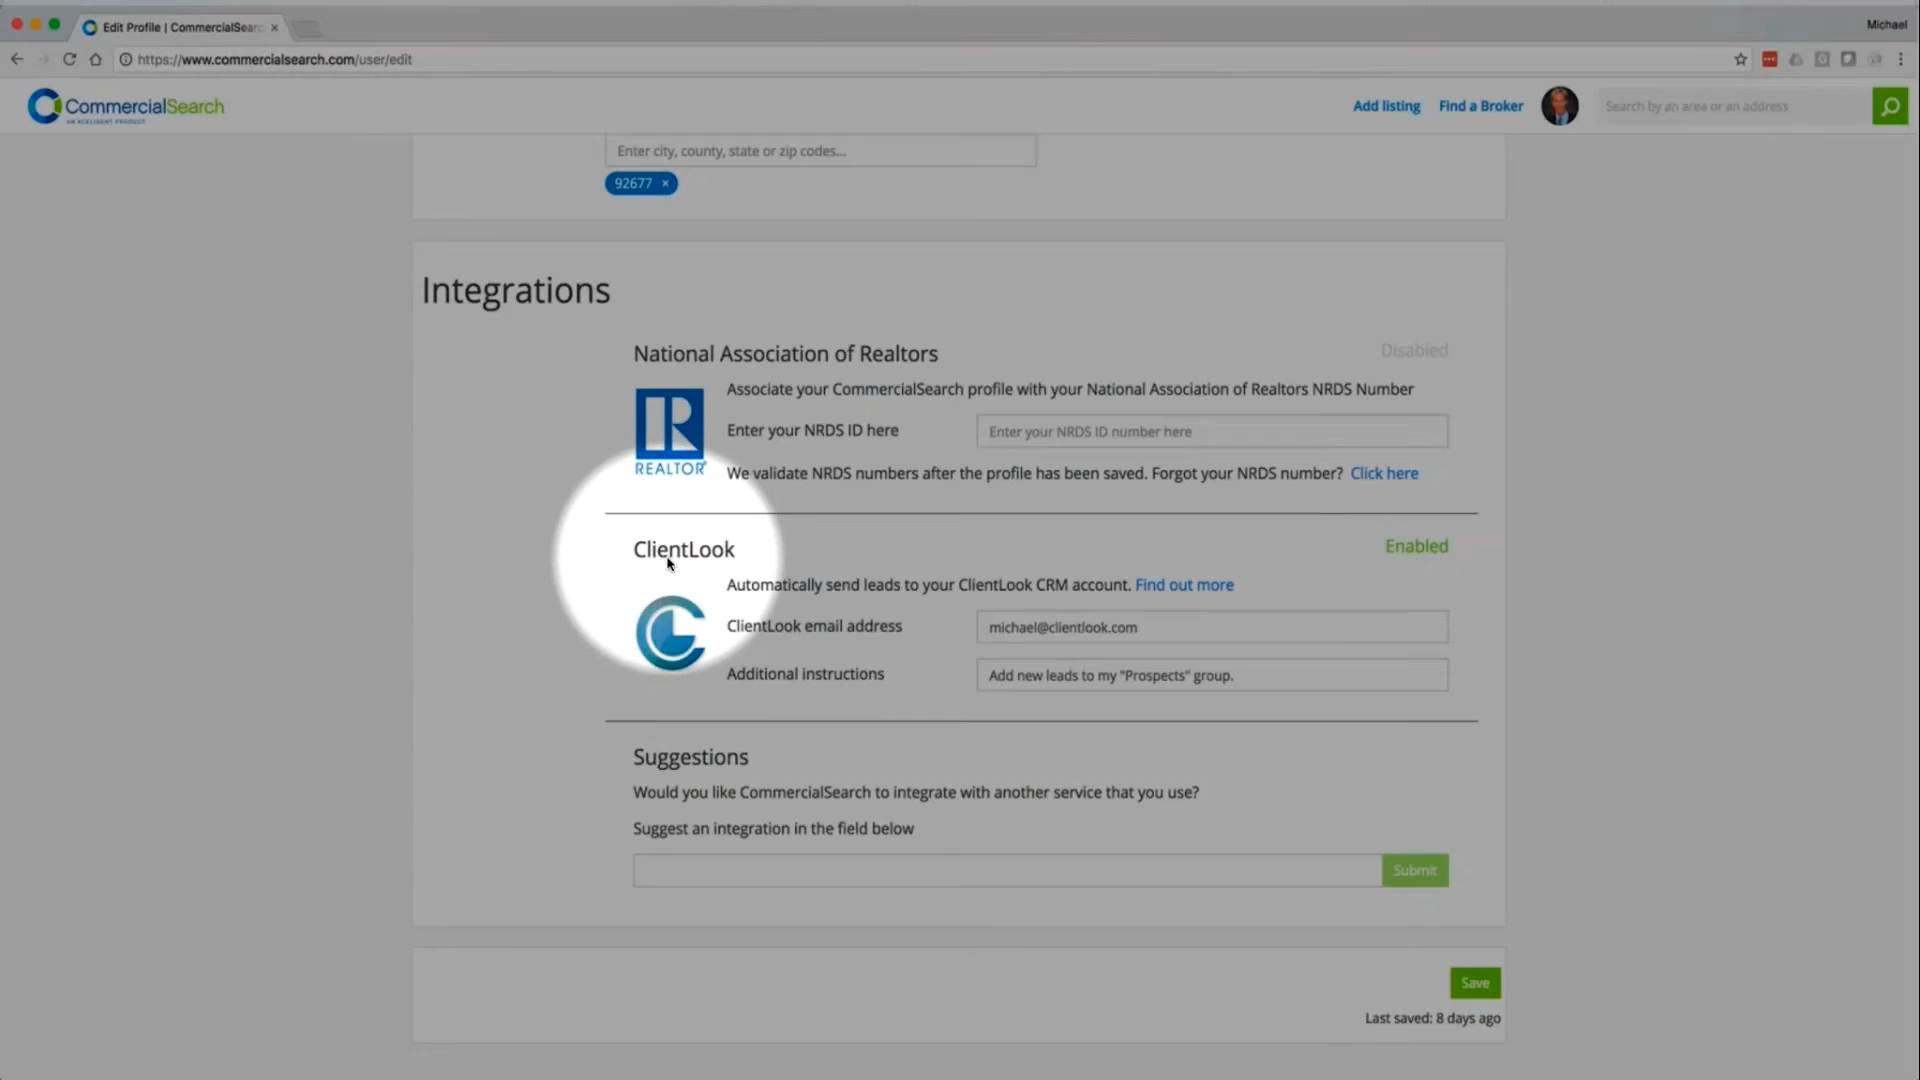 Edit Profile | CommercialSear
Michael
https://www.commercialsearch.com/user/edit
CommercialSearch
AN XCELIGENT PRODUCT
Add listing
Find a Broker
Search by an area or an address
Enter city, county, state or zip codes...
92677 ×
Integrations
National Association of Realtors
Disabled
Associate your CommercialSearch profile with your National Association of Realtors NRDS Number
Enter your NRDS ID here
Enter your NRDS ID number here
REALTOR®
We validate NRDS numbers after the profile has been saved. Forgot your NRDS number? Click here
ClientLook
Enabled
Automatically send leads to your ClientLook CRM account. Find out more
ClientLook email address
michael@clientlook.com
Additional instructions
Add new leads to my "Prospects" group.
Suggestions
Would you like CommercialSearch to integrate with another service that you use?
Suggest an integration in the field below
Submit
Save
Last saved: 8 days ago